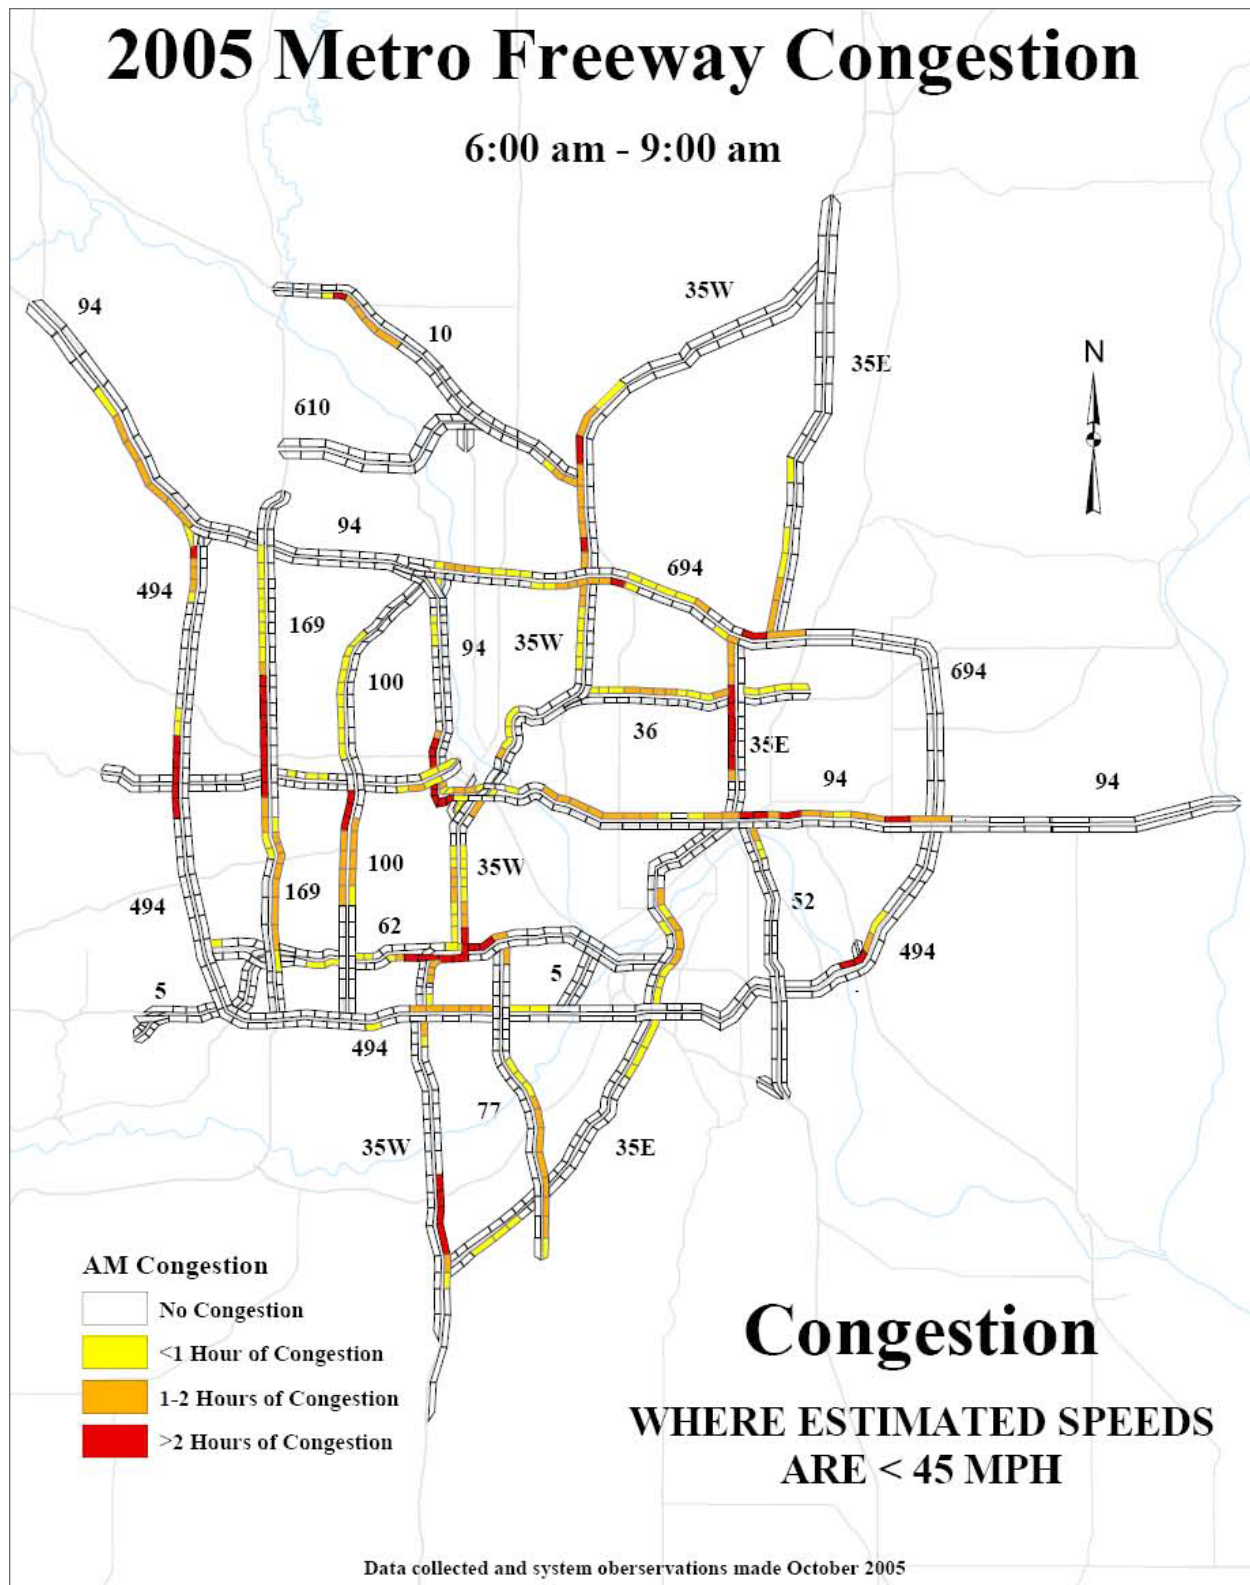 2005 Metro Freeway Congestion
6:00 am - 9:00 am
94
35W
10
N
35E
610
94
694
494
169
35W
94
694
100
36
35E
94
94
100
35W
169
52
494
62
494
5
5
494
77
35W
35E
AM Congestion
No Congestion
<1 Hour of Congestion
1-2 Hours of Congestion
>2 Hours of Congestion
Congestion
WHERE ESTIMATED SPEEDS
ARE < 45 MPH
Data collected and system oberservations made October 2005